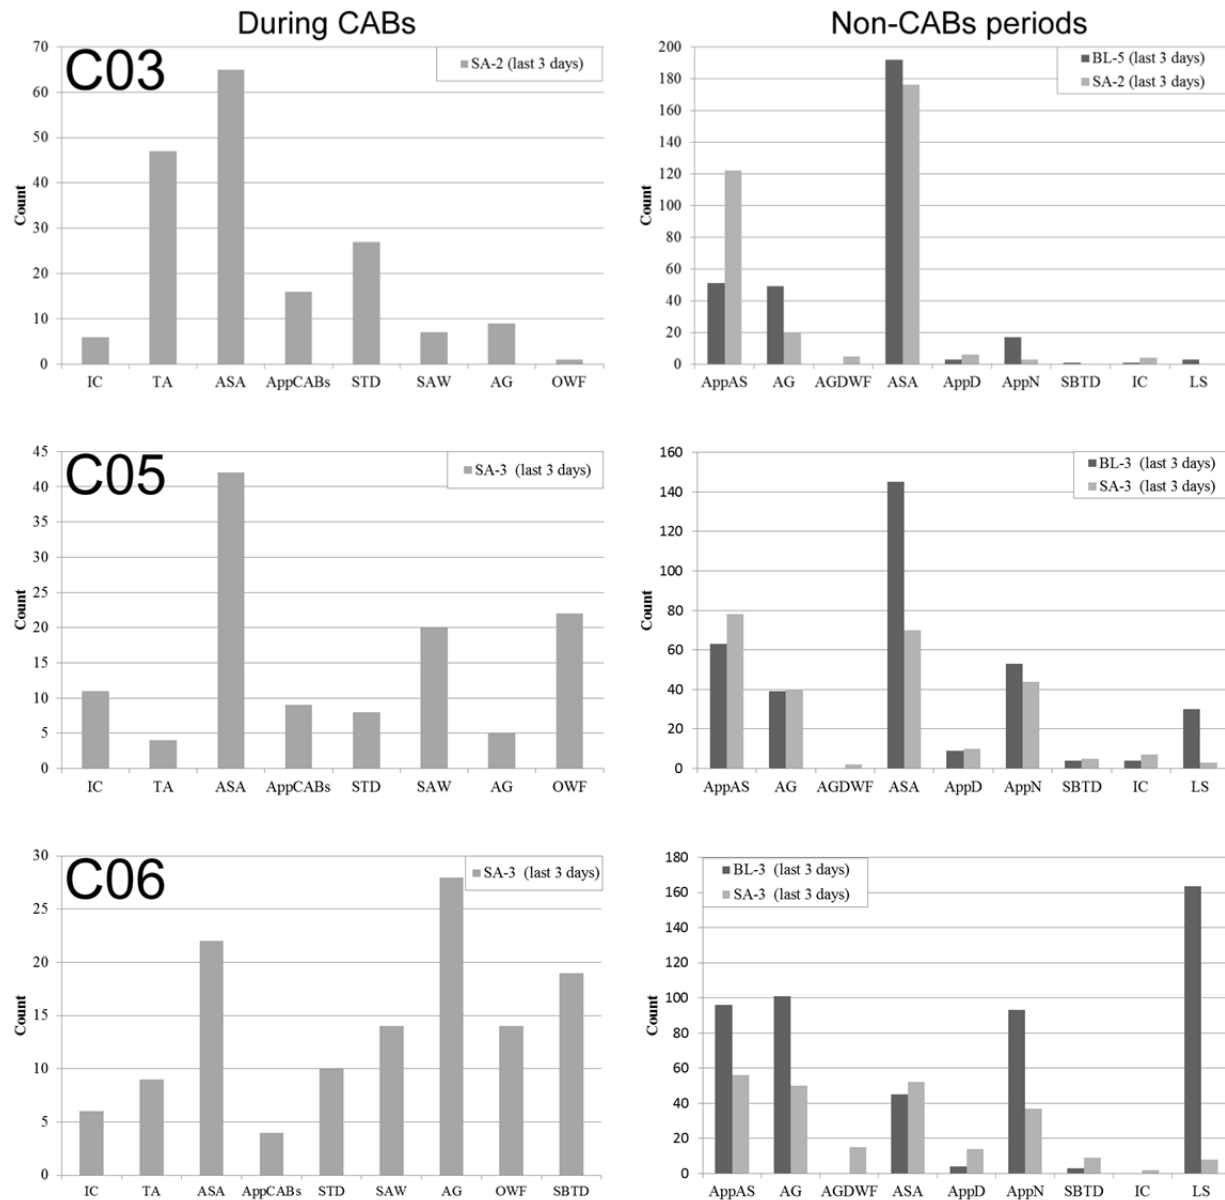 During CABs
Non-CABs periods
C03
SA-2 (last 3 days)
Count
70
60
50
40
30
20
10
0
IC TA ASA AppCABs STD SAW AG OWF
BL-5 (last 3 days)
SA-2 (last 3 days)
Count
200
180
160
140
120
100
80
60
40
20
0
AppAS AG AGDWF ASA AppD AppN SBTD IC LS
C05
SA-3 (last 3 days)
Count
45
40
35
30
25
20
15
10
5
0
IC TA ASA AppCABs STD SAW AG OWF
BL-3 (last 3 days)
SA-3 (last 3 days)
Count
160
140
120
100
80
60
40
20
0
AppAS AG AGDWF ASA AppD AppN SBTD IC LS
C06
SA-3 (last 3 days)
Count
30
25
20
15
10
5
0
IC TA ASA AppCABs STD SAW AG OWF SBTD
BL-3 (last 3 days)
SA-3 (last 3 days)
Count
180
160
140
120
100
80
60
40
20
0
AppAS AG AGDWF ASA AppD AppN SBTD IC LS